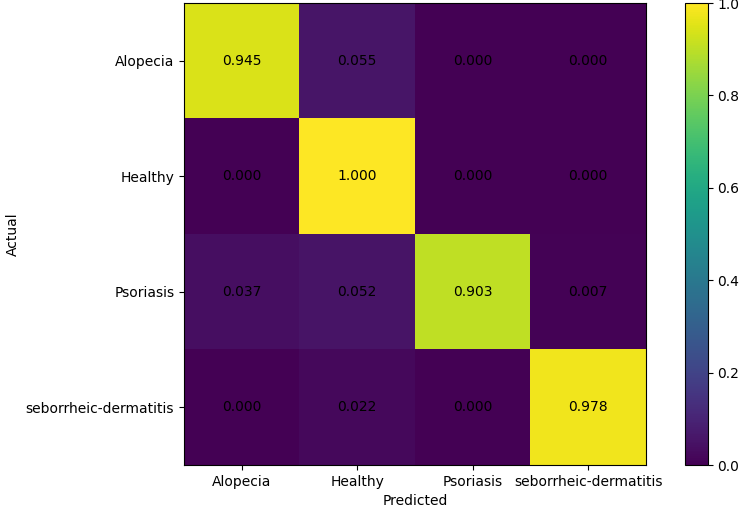 Alopecia 0.945 0.055 0.000 0.000
Healthy 0.000 1.000 0.000 0.000
Psoriasis 0.037 0.052 0.903 0.007
seborrheic-dermatitis 0.000 0.022 0.000 0.978
Alopecia Healthy Psoriasis seborrheic-dermatitis
Predicted
Actual
1.0
0.8
0.6
0.4
0.2
0.0